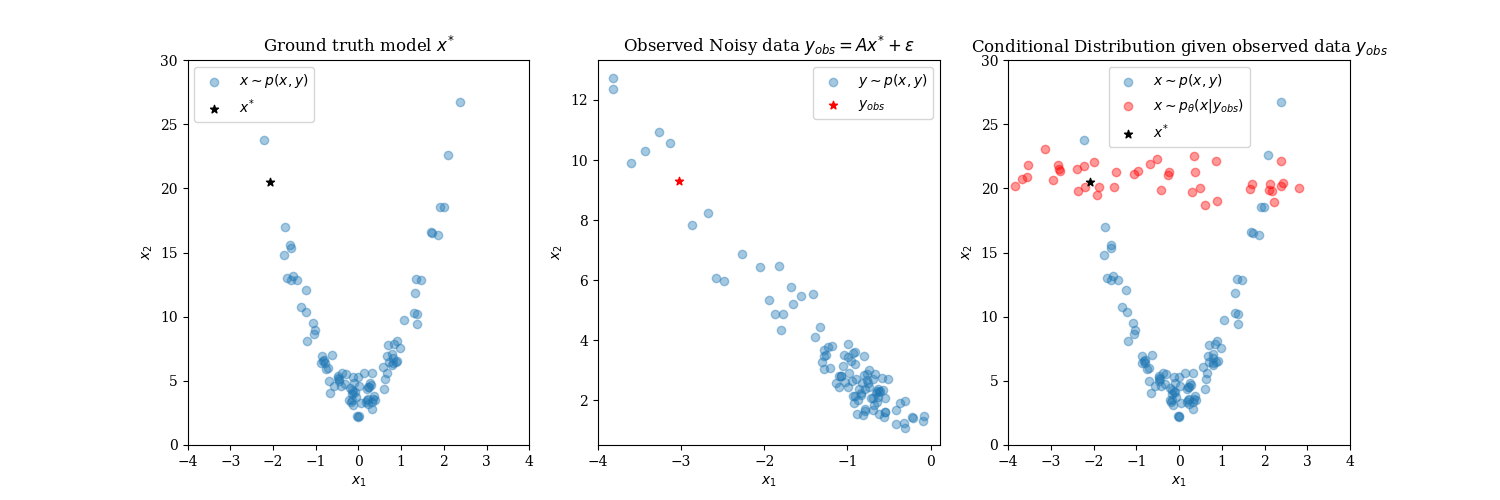 Ground truth model $x^*$
30
25
20
15
10
5
0
−4
−3
−2
−1
0
1
2
3
4
$x_1$
$x_2$
$x \sim p(x, y)$
$x^*$
Observed Noisy data $y_{obs} = Ax^* + \varepsilon$
12
10
8
6
4
2
−4
−3
−2
−1
0
$x_1$
$x_2$
$y \sim p(x, y)$
$y_{obs}$
Conditional Distribution given observed data $y_{obs}$
30
25
20
15
10
5
0
−4
−3
−2
−1
0
1
2
3
4
$x_1$
$x_2$
$x \sim p(x, y)$
$x \sim p_\theta(x|y_{obs})$
$x^*$